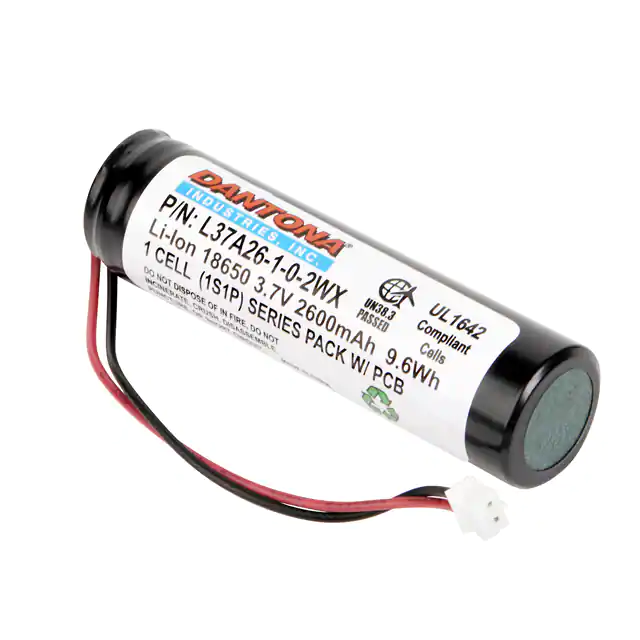 DANTONA
INDUSTRIES, INC.
P/N: L37A26-1-0-2WX
Li-Ion 18650 3.7V 2600mAh 9.6Wh
1 CELL (1S1P) SERIES PACK W/ PCB
DO NOT DISPOSE OF IN FIRE, DO NOT
INCINERATE, CRUSH, DISASSEMBLE
UN38.3
PASSED
UL1642
Compliant
Cells